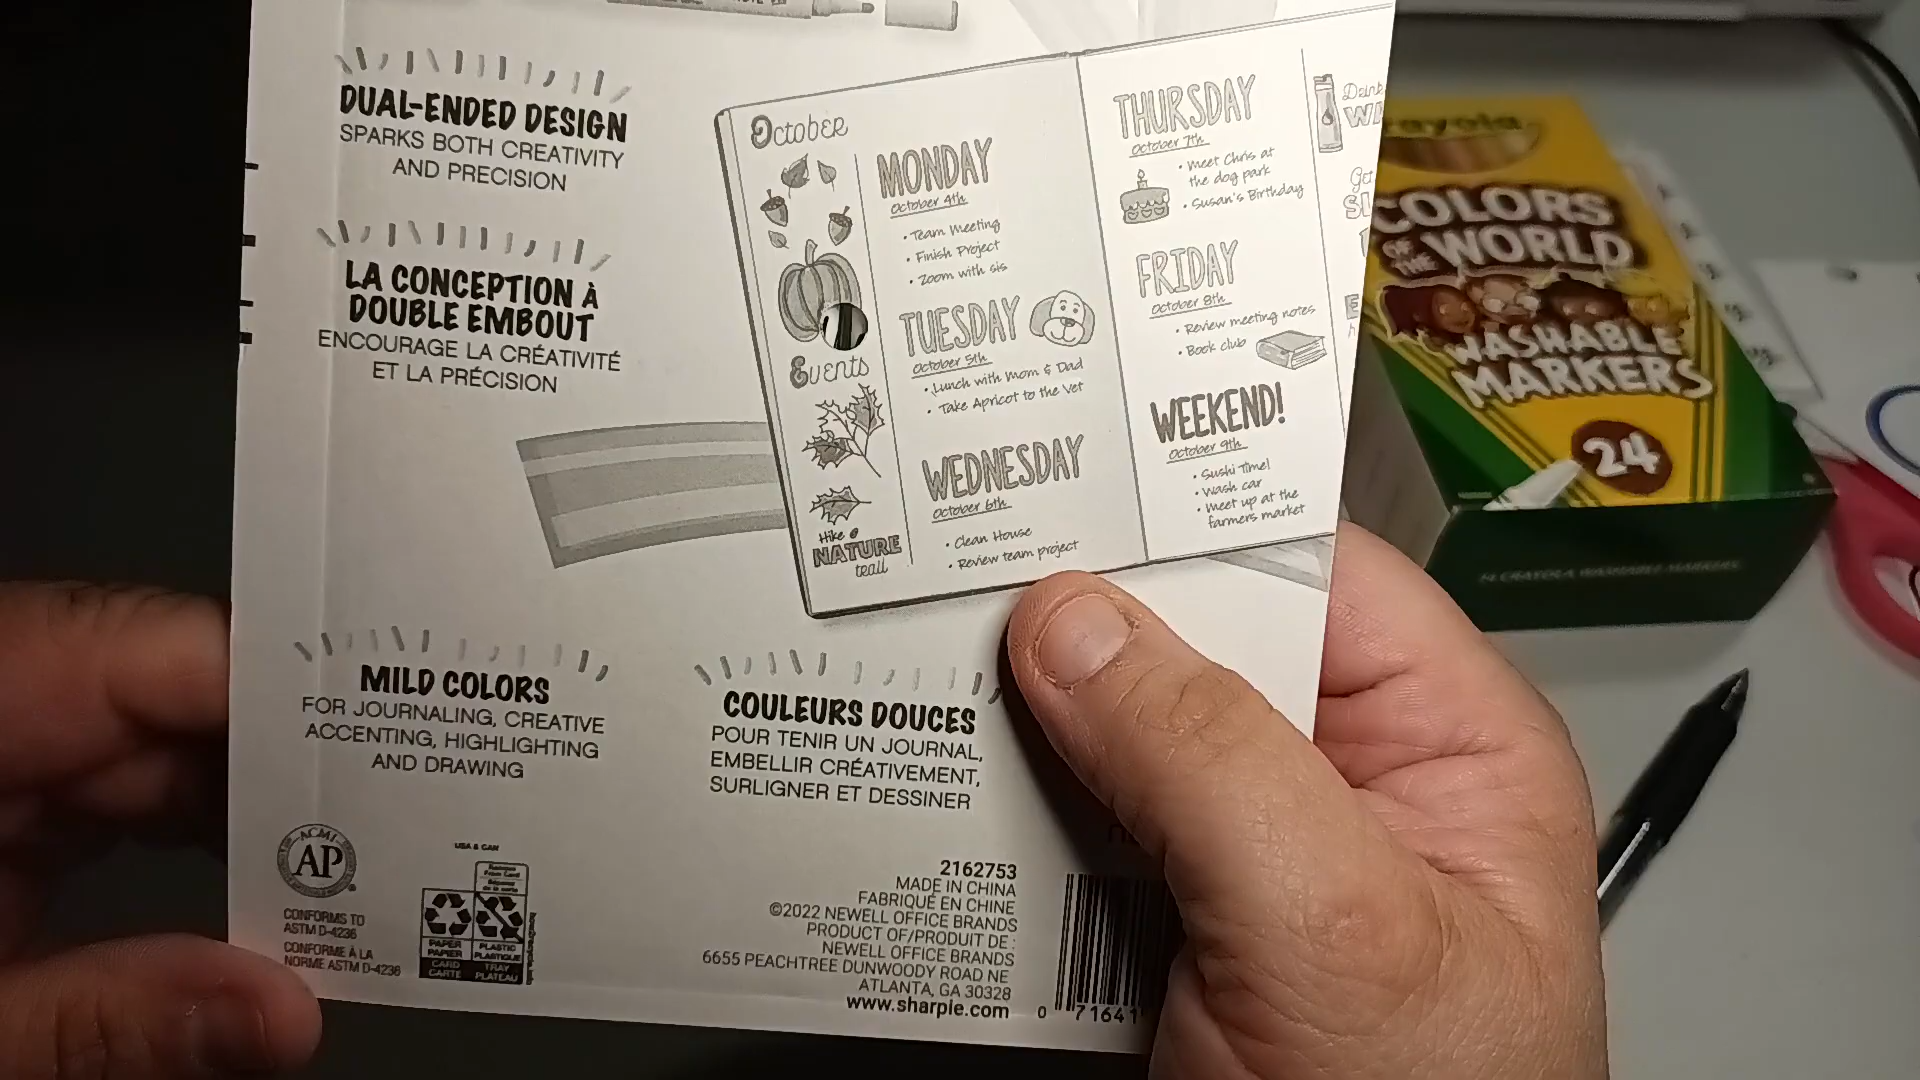 DUAL-ENDED DESIGN
SPARKS BOTH CREATIVITY
AND PRECISION
LA CONCEPTION À
DOUBLE EMBOUT
ENCOURAGE LA CRÉATIVITÉ
ET LA PRÉCISION
October
Events
Hike &
NATURE
trail
MONDAY
October 4th
• Team Meeting
• Finish Project
• Zoom with sis
TUESDAY
October 5th
• Lunch with Mom & Dad
• Take Apricot to the Vet
WEDNESDAY
October 6th
• Clean House
• Review team project
THURSDAY
October 7th
• Meet Chris at
the dog park
• Susan's Birthday
FRIDAY
October 8th
• Review meeting notes
• Book club
WEEKEND!
October 9th
• Sushi Time!
• Wash car
• Meet up at the
farmers market
Drink
MILD COLORS
FOR JOURNALING, CREATIVE
ACCENTING, HIGHLIGHTING
AND DRAWING
COULEURS DOUCES
POUR TENIR UN JOURNAL,
EMBELLIR CRÉATIVEMENT,
SURLIGNER ET DESSINER
ACMI
AP
CONFORMS TO
ASTM D-4236
CONFORME À LA
NORME ASTM D-4236
USA & CAN
PAPER
PAPIER
CARD
CARTE
PLASTIC
PLASTIQUE
TRAY
PLATEAU
2162753
MADE IN CHINA
FABRIQUÉ EN CHINE
©2022 NEWELL OFFICE BRANDS
PRODUCT OF/PRODUIT DE :
NEWELL OFFICE BRANDS
6655 PEACHTREE DUNWOODY ROAD NE
ATLANTA, GA 30328
www.sharpie.com
0 71641
crayola
COLORS
OF THE WORLD
WASHABLE
MARKERS
24
24 CRAYOLA WASHABLE MARKERS